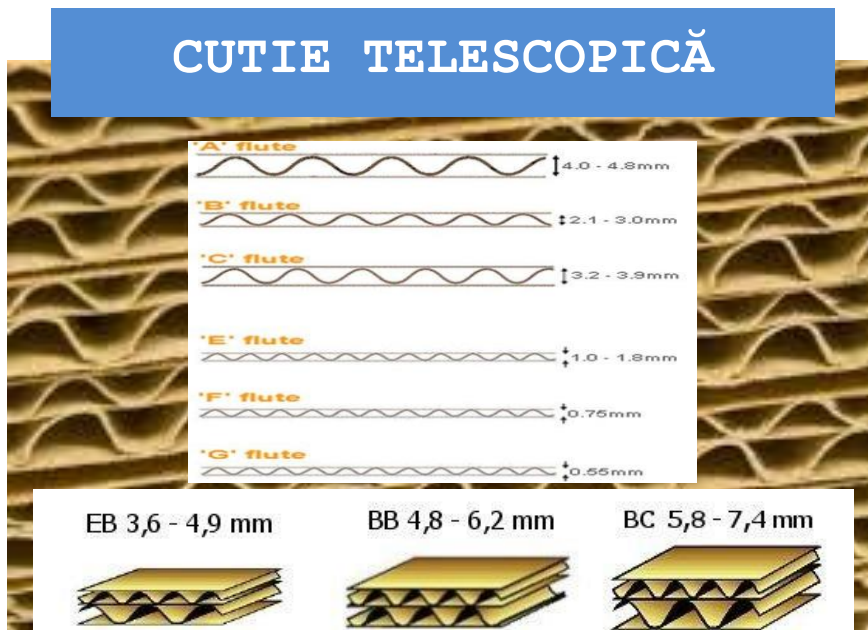 CUTIE TELESCOPICĂ
'A' flute
4.0 - 4.8mm
'B' flute
2.1 - 3.0mm
'C' flute
3.2 - 3.9mm
'E' flute
1.0 - 1.8mm
'F' flute
0.75mm
'G' flute
0.55mm
EB 3,6 - 4,9 mm
BB 4,8 - 6,2 mm
BC 5,8 - 7,4 mm